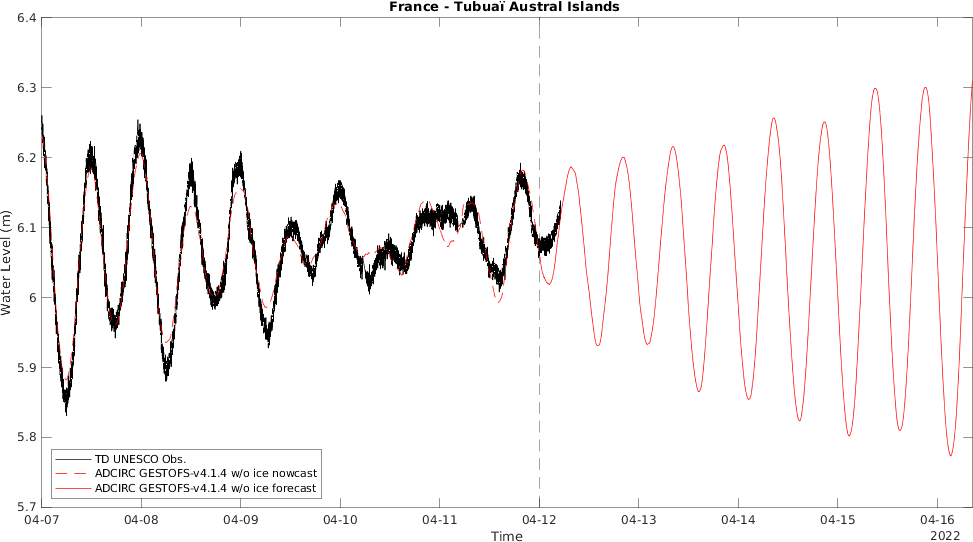 France - Tubuaï Austral Islands
6.4
6.3
6.2
6.1
6
5.9
5.8
5.7
Water Level (m)
TD UNESCO Obs.
ADCIRC GESTOFS-v4.1.4 w/o ice nowcast
ADCIRC GESTOFS-v4.1.4 w/o ice forecast
04-07 04-08 04-09 04-10 04-11 04-12 04-13 04-14 04-15 04-16
Time 2022